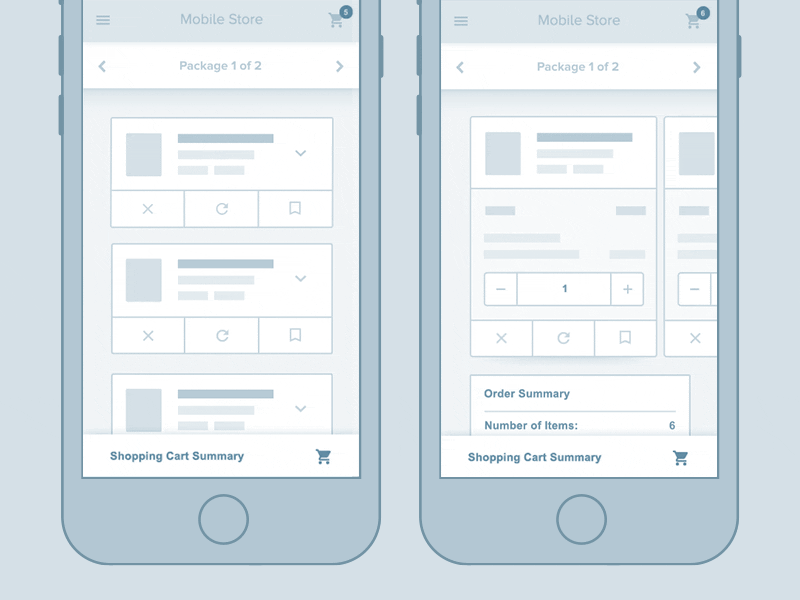 Mobile Store
5
Package 1 of 2
Shopping Cart Summary
Mobile Store
6
Package 1 of 2
1
Order Summary
Number of Items: 6
Shopping Cart Summary